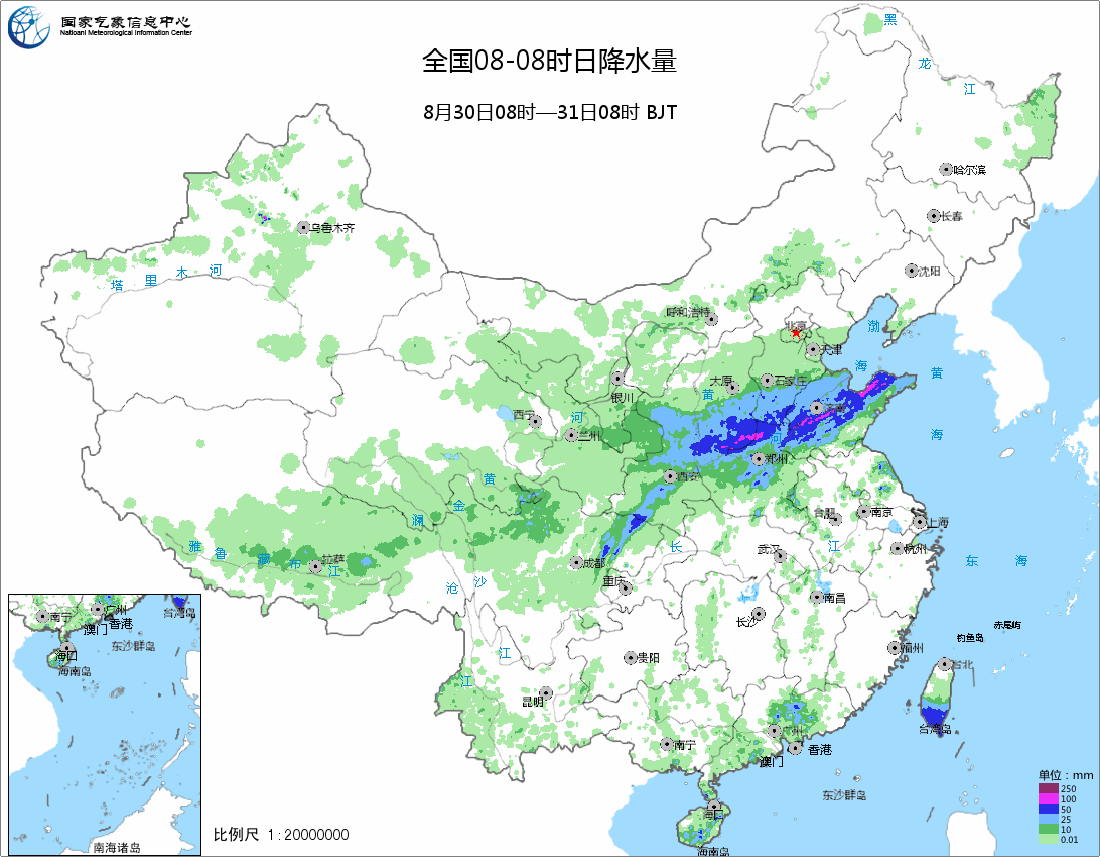 国家气象信息中心
National Meteorological Information Center
全国08-08时日降水量
8月30日08时—31日08时 BJT
黑
龙
江
哈尔滨
长春
乌鲁木齐
沈阳
塔 里 木 河
呼和浩特
北京
渤
天津
海
黄
太原
石家庄
银川
黄
济南
西宁
河
兰州
河
海
郑州
西安
黄
金
澜
合肥
南京
上海
雅 鲁 藏 布 江
拉萨
成都
长
武汉
江
杭州
东 海
重庆
沧 沙
南昌
长沙
赤尾屿
钓鱼岛
江
贵阳
福州
台北
江
昆明
南宁
广州
台湾岛
香港
澳门
东沙群岛
海口
海南岛
南宁
广州
台湾岛
香港
澳门
东沙群岛
海口
海南岛
南海诸岛
比例尺 1:20000000
单位：mm
250
100
50
25
10
0.01